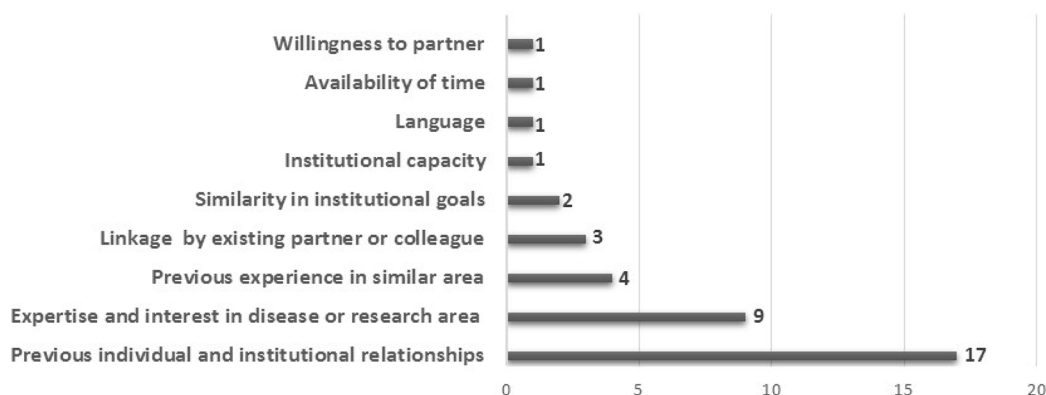 Willingness to partner 1
Availability of time 1
Language 1
Institutional capacity 1
Similarity in institutional goals 2
Linkage by existing partner or colleague 3
Previous experience in similar area 4
Expertise and interest in disease or research area 9
Previous individual and institutional relationships 17
0 5 10 15 20